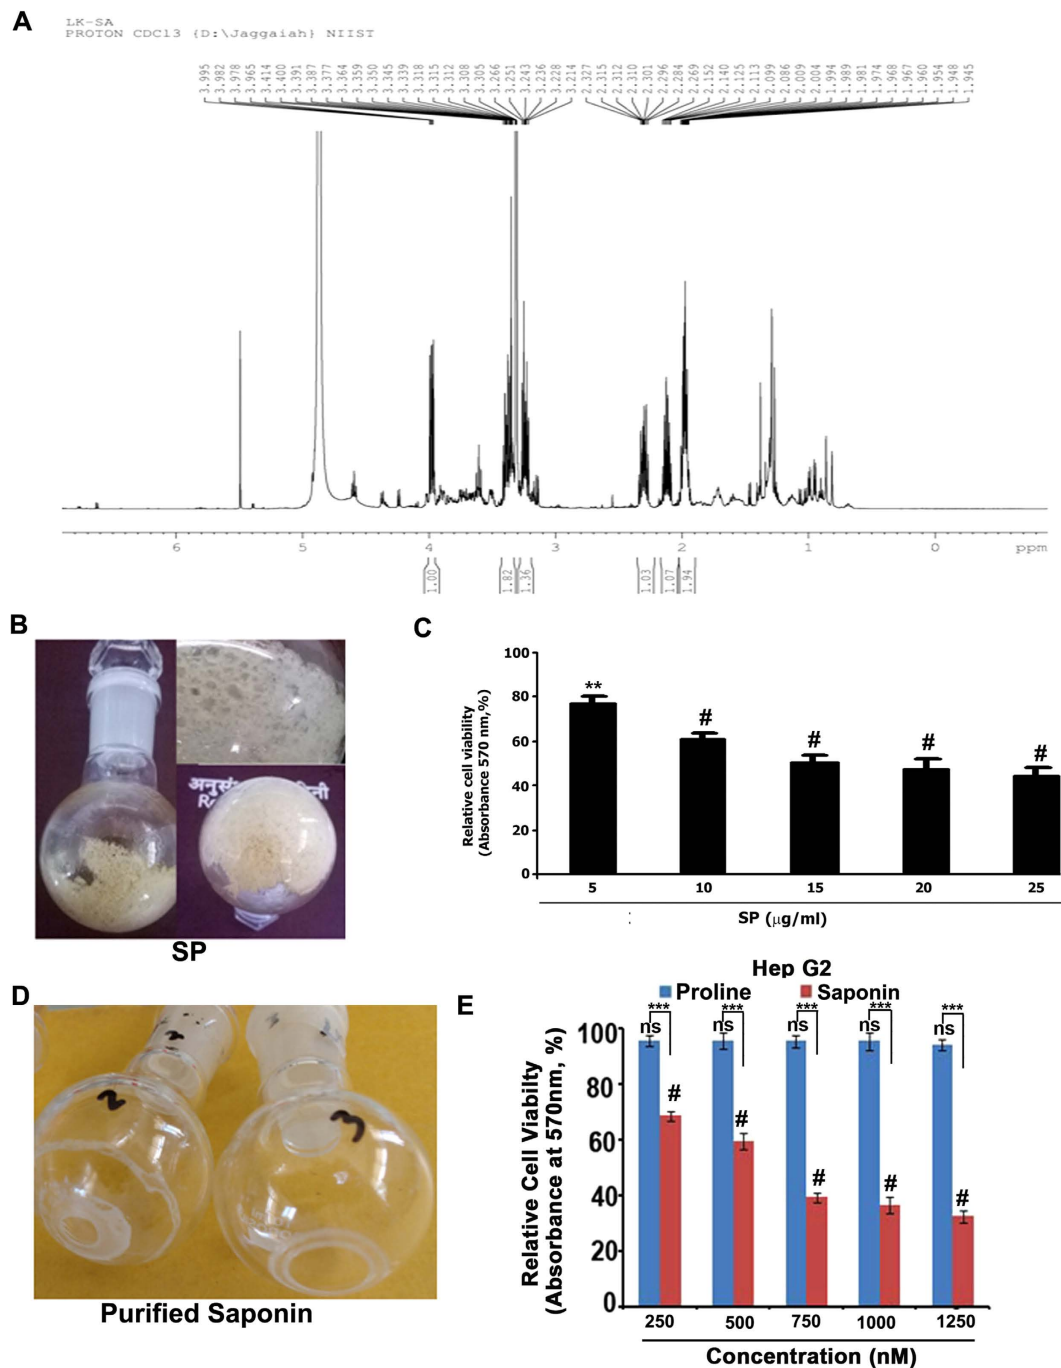 A
LK-SA
PROTON CDCl3 {D:\Jaggaiah} NIIST
3.995 3.982 3.978 3.965 3.414 3.400 3.391 3.387 3.377 3.364 3.359 3.350 3.345 3.339 3.318 3.315 3.312 3.308 3.305 3.266 3.251 3.243 3.236 3.228 3.214 2.327 2.315 2.312 2.310 2.301 2.296 2.284 2.269 2.152 2.140 2.125 2.113 2.099 2.086 2.009 2.004 1.994 1.989 1.981 1.974 1.968 1.967 1.960 1.954 1.948 1.945
6 5 4 3 2 1 0 ppm
1.00 1.82 1.36 1.03 1.07 1.94
B
SP
C
Relative cell viability
(Absorbance 570 nm,%)
100
80
60
40
20
0
** # # # #
5 10 15 20 25
SP (μg/ml)
D
2 3
Purified Saponin
E
Hep G2
Proline Saponin
*** *** *** *** ***
ns ns ns ns ns
# # # # #
Relative Cell Viabilty
(Absorbance at 570nm, %)
100
80
60
40
20
0
250 500 750 1000 1250
Concentration (nM)